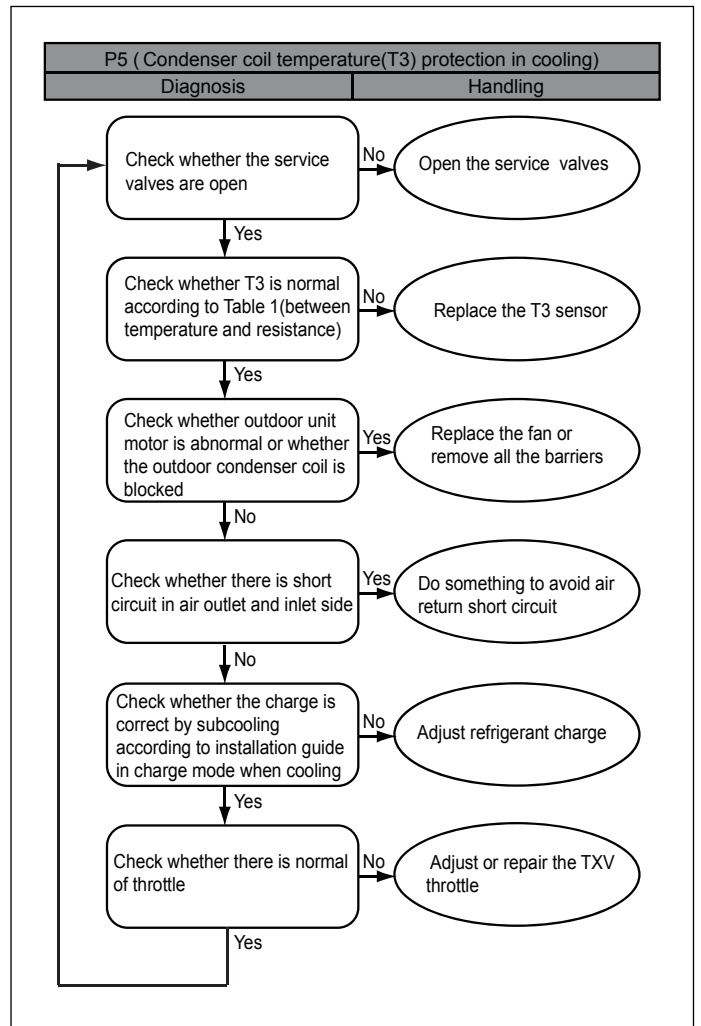 P5 ( Condenser coil temperature(T3) protection in cooling)
Diagnosis
Handling
Check whether the service
valves are open
No
Open the service valves
Yes
Check whether T3 is normal
according to Table 1(between
temperature and resistance)
No
Replace the T3 sensor
Yes
Check whether outdoor unit
motor is abnormal or whether
the outdoor condenser coil is
blocked
Yes
Replace the fan or
remove all the barriers
No
Check whether there is short
circuit in air outlet and inlet side
Yes
Do something to avoid air
return short circuit
No
Check whether the charge is
correct by subcooling
according to installation guide
in charge mode when cooling
No
Adjust refrigerant charge
Yes
Check whether there is normal
of throttle
No
Adjust or repair the TXV
throttle
Yes